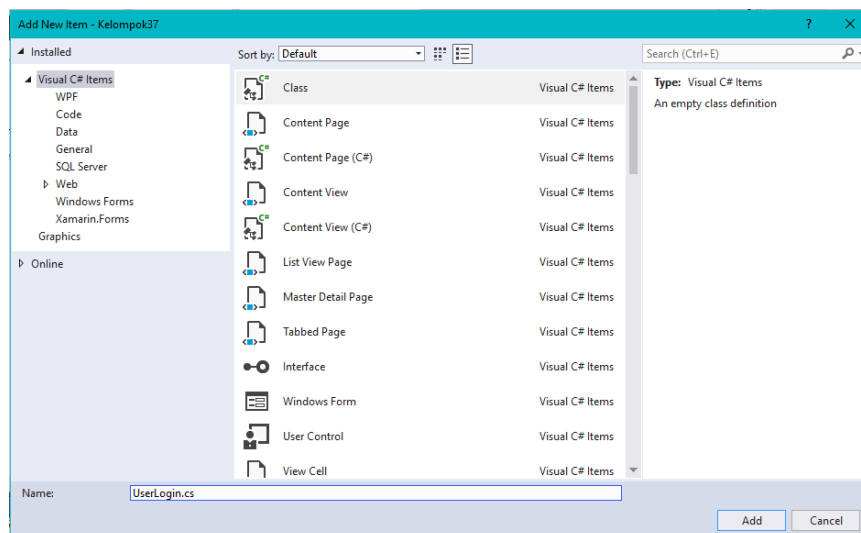 Add New Item - Kelompok37
? ×
Installed
Sort by: Default
Search (Ctrl+E)
Visual C# Items
WPF
Code
Data
General
SQL Server
Web
Windows Forms
Xamarin.Forms
Graphics
Online
C# Class Visual C# Items
Content Page Visual C# Items
C# Content Page (C#) Visual C# Items
Content View Visual C# Items
C# Content View (C#) Visual C# Items
List View Page Visual C# Items
Master Detail Page Visual C# Items
Tabbed Page Visual C# Items
Interface Visual C# Items
Windows Form Visual C# Items
User Control Visual C# Items
View Cell Visual C# Items
Type: Visual C# Items
An empty class definition
Name: UserLogin.cs
Add Cancel